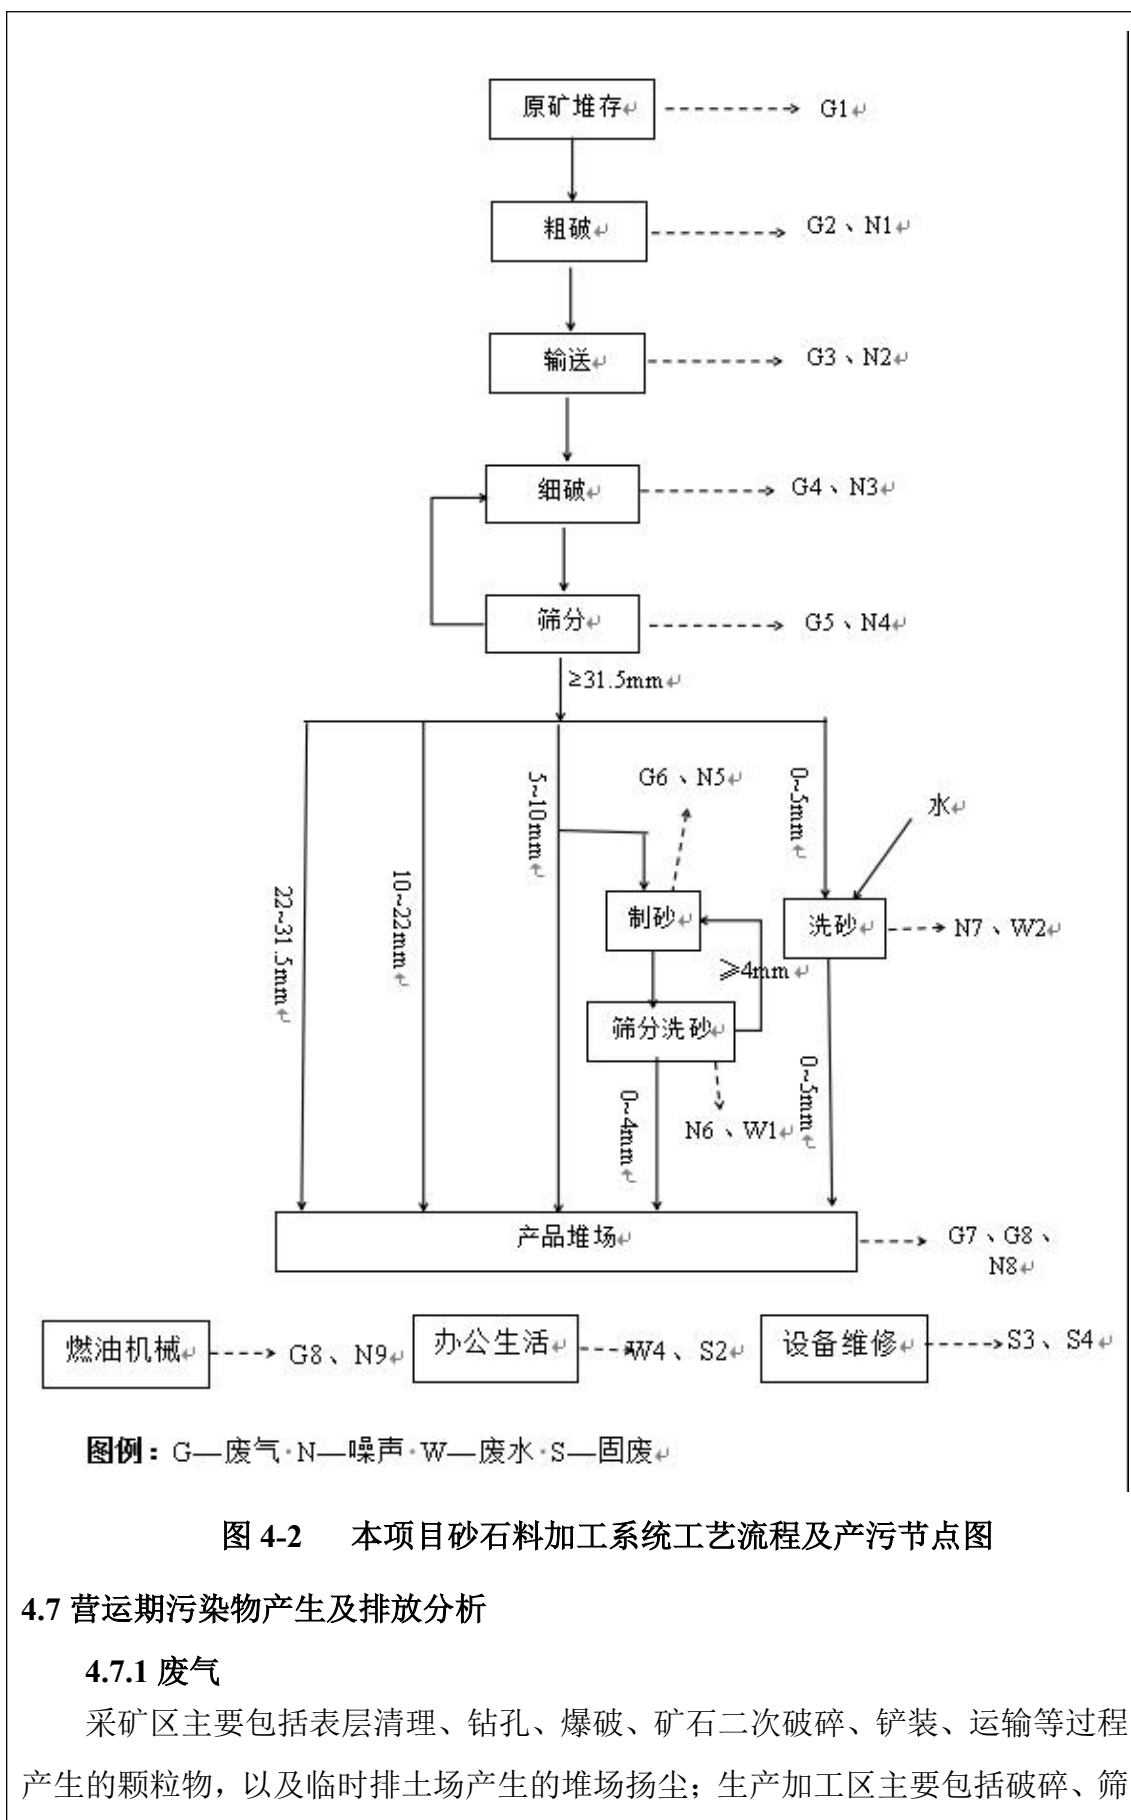 原矿堆存
G1
粗破
G2、N1
输送
G3、N2
细破
G4、N3
筛分
G5、N4
≥31.5mm
22~31.5mm
10~22mm
5~10mm
G6、N5
0~5mm
水
制砂
洗砂
N7、W2
≥4mm
筛分洗砂
0~4mm
N6、W1
0~5mm
产品堆场
G7、G8、
N8
燃油机械
G8、N9
办公生活
W4、S2
设备维修
S3、S4
图例：G—废气·N—噪声·W—废水·S—固废
图 4-2 本项目砂石料加工系统工艺流程及产污节点图
4.7 营运期污染物产生及排放分析
4.7.1 废气
采矿区主要包括表层清理、钻孔、爆破、矿石二次破碎、铲装、运输等过程
产生的颗粒物，以及临时排土场产生的堆场扬尘；生产加工区主要包括破碎、筛